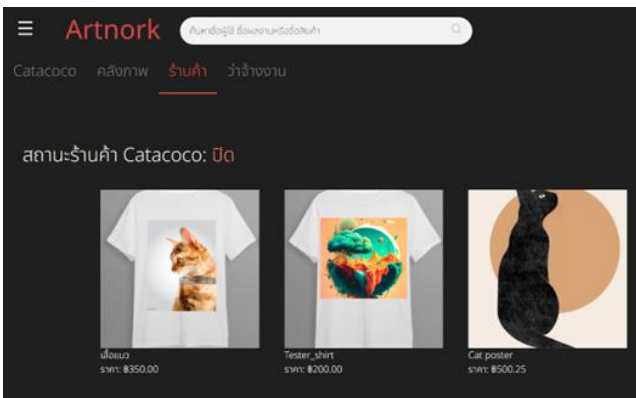 Artnork
ค้นหาชื่อผู้ใช้ ชื่อผลงานหรือชื่อสินค้า
Catacoco คลังภาพ ร้านค้า ว่าจ้างงาน
สถานะร้านค้า Catacoco: ปิด
เสื้อแมว
ราคา: ฿350.00
Tester_shirt
ราคา: ฿200.00
Cat poster
ราคา: ฿500.25